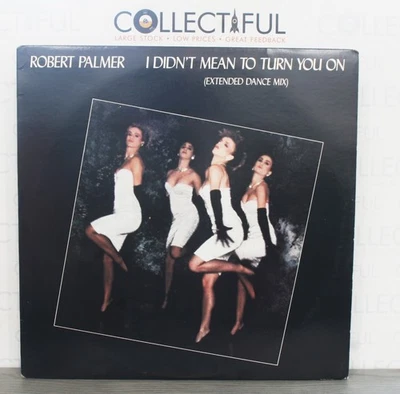 COLLECTIFUL
LARGE STOCK • LOW PRICES • GREAT FEEDBACK
ROBERT PALMER I DIDN'T MEAN TO TURN YOU ON
(EXTENDED DANCE MIX)